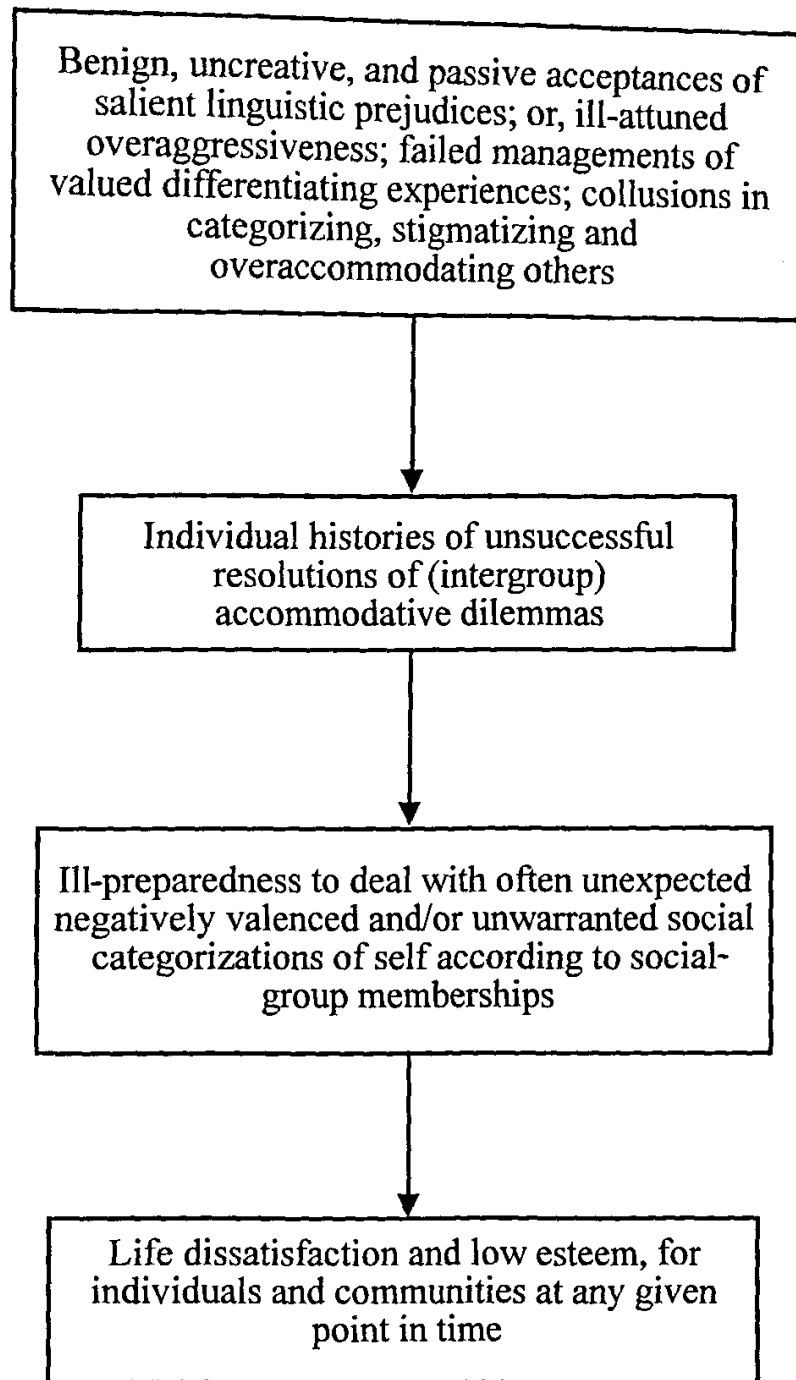 Benign, uncreative, and passive acceptances of
salient linguistic prejudices; or, ill-attuned
overaggressiveness; failed managements of
valued differentiating experiences; collusions in
categorizing, stigmatizing and
overaccommodating others
Individual histories of unsuccessful
resolutions of (intergroup)
accommodative dilemmas
Ill-preparedness to deal with often unexpected
negatively valenced and/or unwarranted social
categorizations of self according to social-
group memberships
Life dissatisfaction and low esteem, for
individuals and communities at any given
point in time